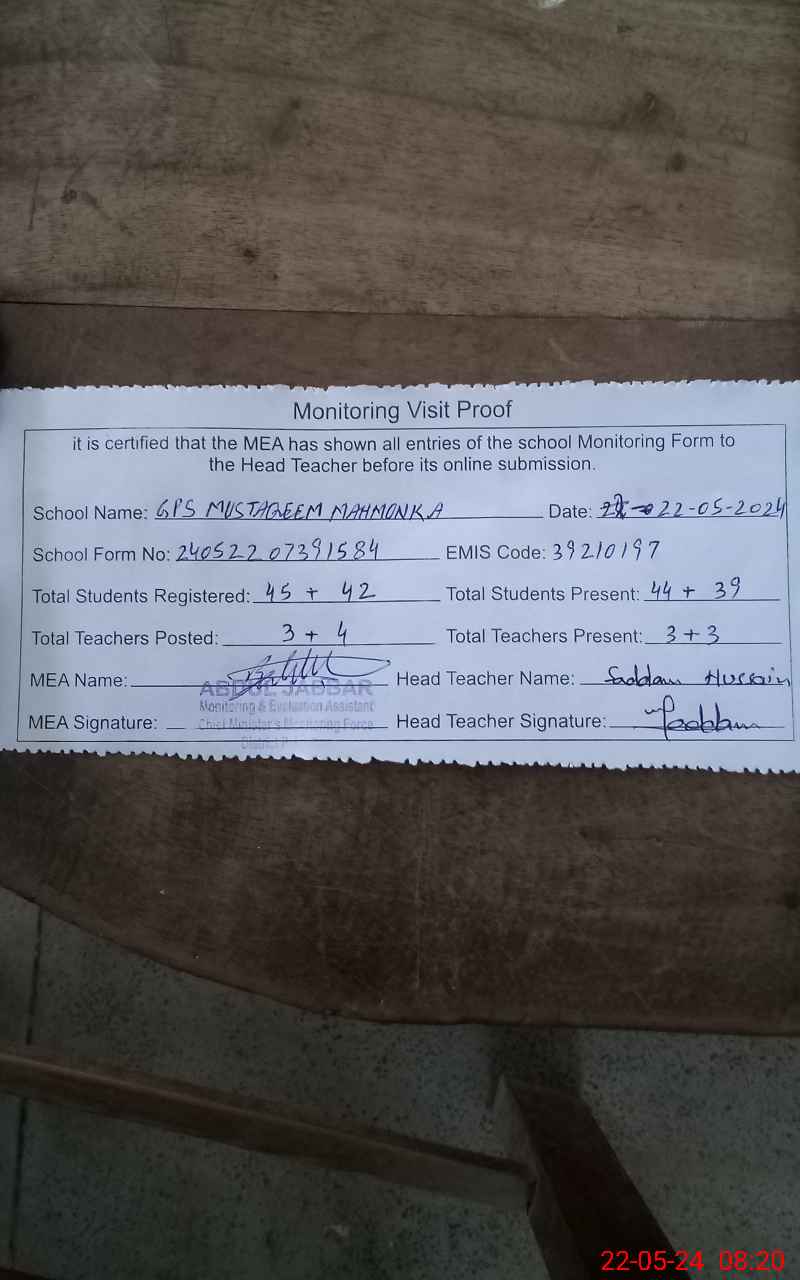 Monitoring Visit Proof
it is certified that the MEA has shown all entries of the school Monitoring Form to
the Head Teacher before its online submission.
School Name: GPS MUSTAQEEM MAHMONKA Date: 22-05-2024
School Form No: 240522 07391584 EMIS Code: 39210197
Total Students Registered: 45 + 42 Total Students Present: 44 + 39
Total Teachers Posted: 3 + 4 Total Teachers Present: 3 + 3
MEA Name: Head Teacher Name: Saddam Hussain
ABDUL JABBAR
Monitoring & Evaluation Assistant
MEA Signature: Head Teacher Signature: Saddam
Chief Minister's Monitoring Force
District
22-05-24 08:20